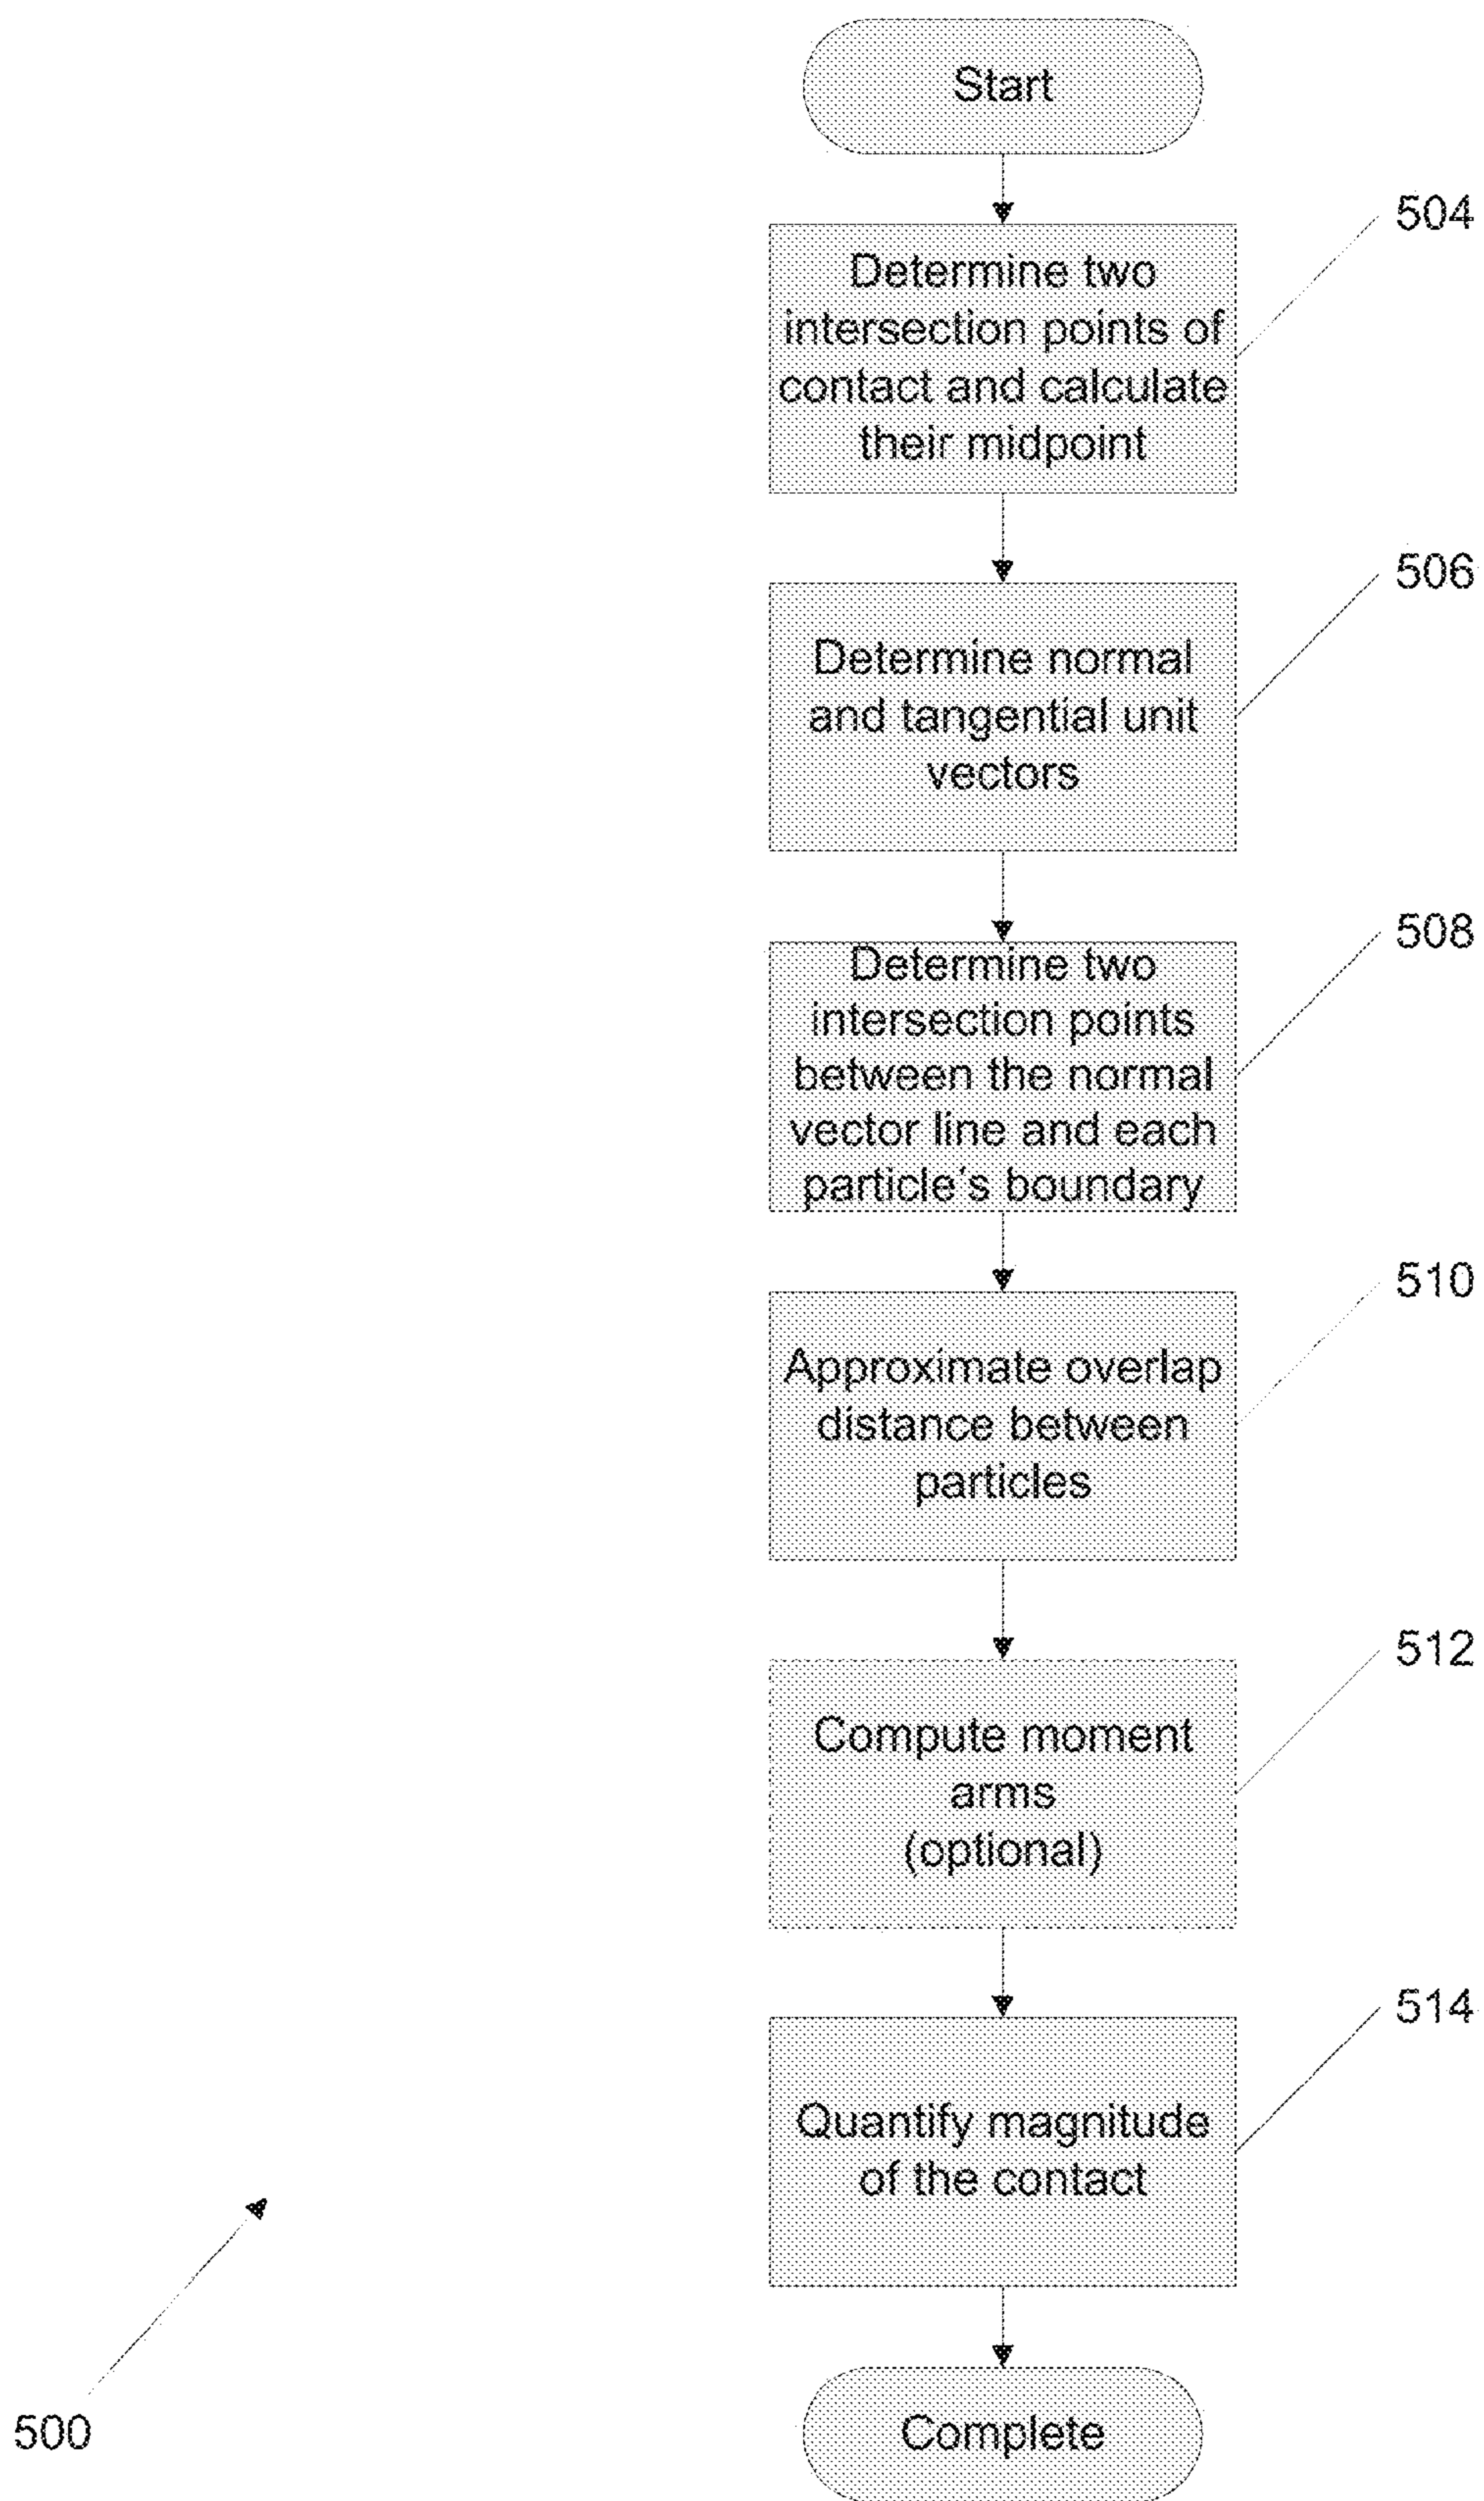 Start
504
Determine two
intersection points of
contact and calculate
their midpoint
506
Determine normal
and tangential unit
vectors
508
Determine two
intersection points
between the normal
vector line and each
particle's boundary
510
Approximate overlap
distance between
particles
512
Compute moment
arms
(optional)
514
Quantify magnitude
of the contact
Complete
500